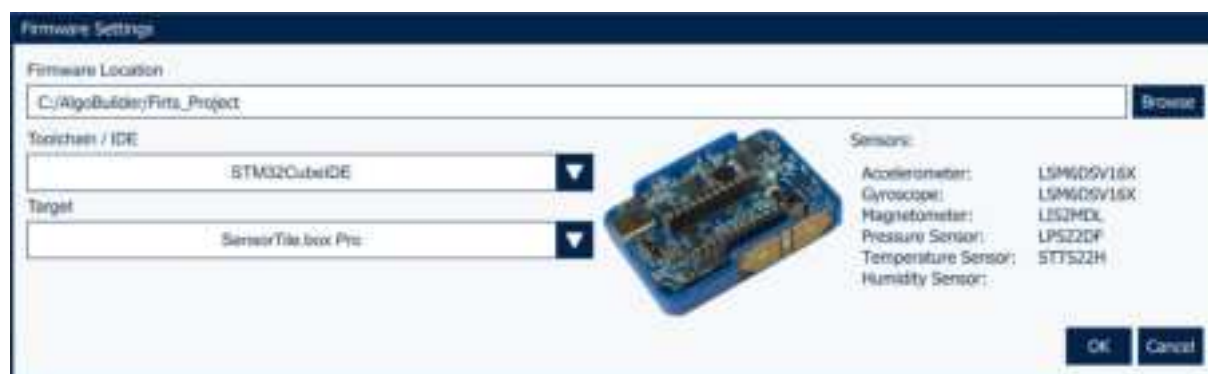 Firmware Settings
Firmware Location
C:/AlgoBuilder/Firts_Project
Browse
Toolchain / IDE
STM32CubeIDE
Target
SensorTile.box Pro
Sensors:
Accelerometer: LSM6DSV16X
Gyroscope: LSM6DSV16X
Magnetometer: LIS2MDL
Pressure Sensor: LPS22DF
Temperature Sensor: STTS22H
Humidity Sensor:
OK Cancel